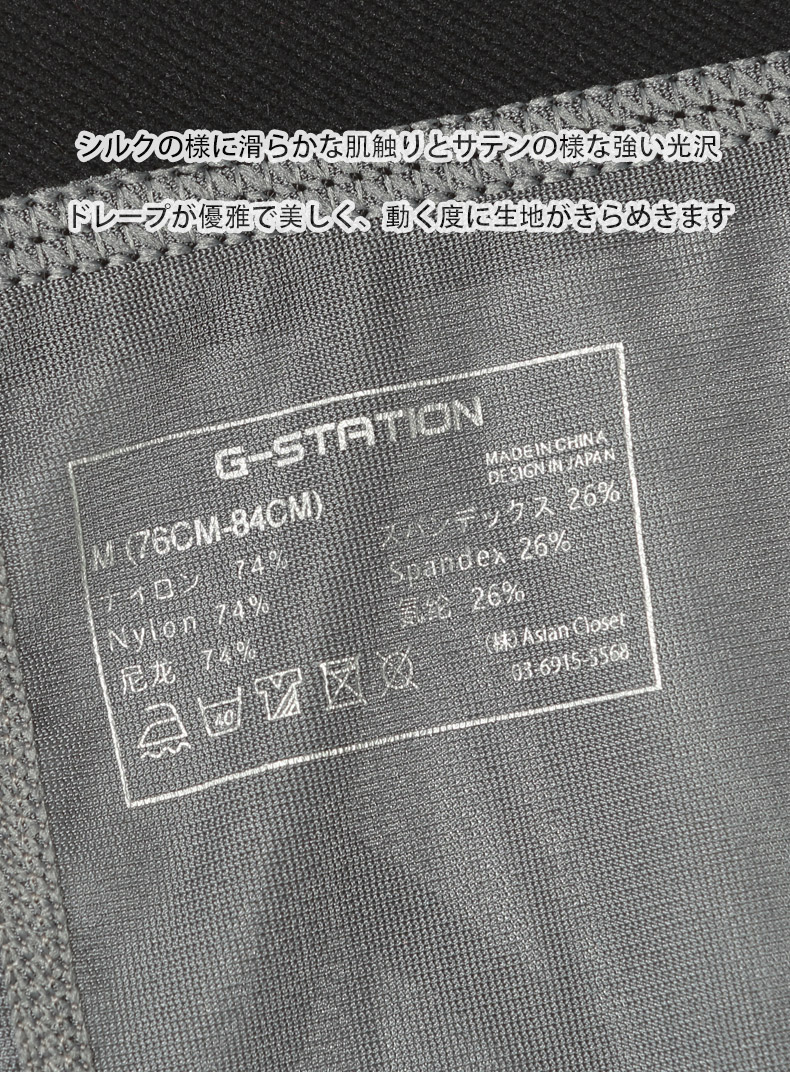 シルクの様に滑らかな肌触りとサテンの様な強い光沢
ドレープが優雅で美しく、動く度に生地がきらめきます
G-STATION
MADE IN CHINA
DESIGN IN JAPAN
M (76CM-84CM)
ナイロン 74%
スパンデックス 26%
Nylon 74%
Spandex 26%
尼龙 74%
氨纶 26%
40
(株) Asian Closet
03-6915-5568